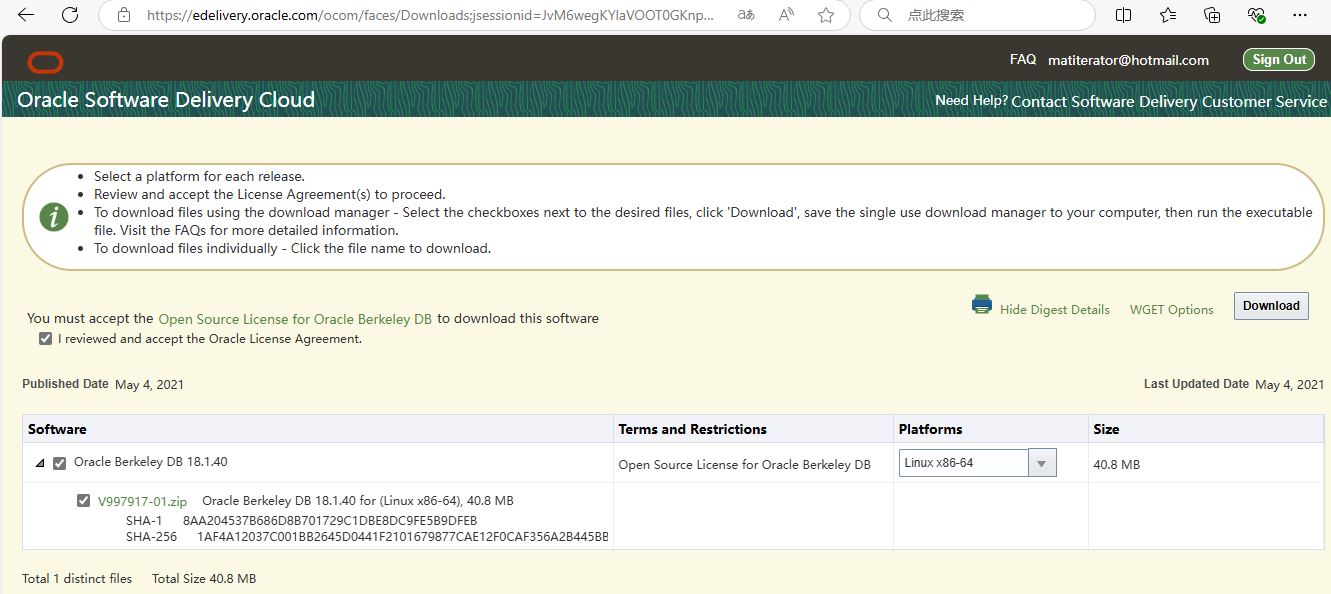 https://edelivery.oracle.com/ocom/faces/Downloads;jsessionid=JvM6wegKYIaVOOT0GKnp...
aあ
A
点此搜索
FAQ matiterator@hotmail.com Sign Out
Oracle Software Delivery Cloud
Need Help? Contact Software Delivery Customer Service
• Select a platform for each release.
• Review and accept the License Agreement(s) to proceed.
• To download files using the download manager - Select the checkboxes next to the desired files, click 'Download', save the single use download manager to your computer, then run the executable
file. Visit the FAQs for more detailed information.
• To download files individually - Click the file name to download.
Hide Digest Details WGET Options Download
You must accept the Open Source License for Oracle Berkeley DB to download this software
I reviewed and accept the Oracle License Agreement.
Published Date May 4, 2021
Last Updated Date May 4, 2021
Software Terms and Restrictions Platforms Size
Oracle Berkeley DB 18.1.40 Open Source License for Oracle Berkeley DB Linux x86-64 40.8 MB
V997917-01.zip Oracle Berkeley DB 18.1.40 for (Linux x86-64), 40.8 MB
SHA-1 8AA204537B686D8B701729C1DBE8DC9FE5B9DFEB
SHA-256 1AF4A12037C001BB2645D0441F2101679877CAE12F0CAF356A2B445BB
Total 1 distinct files Total Size 40.8 MB